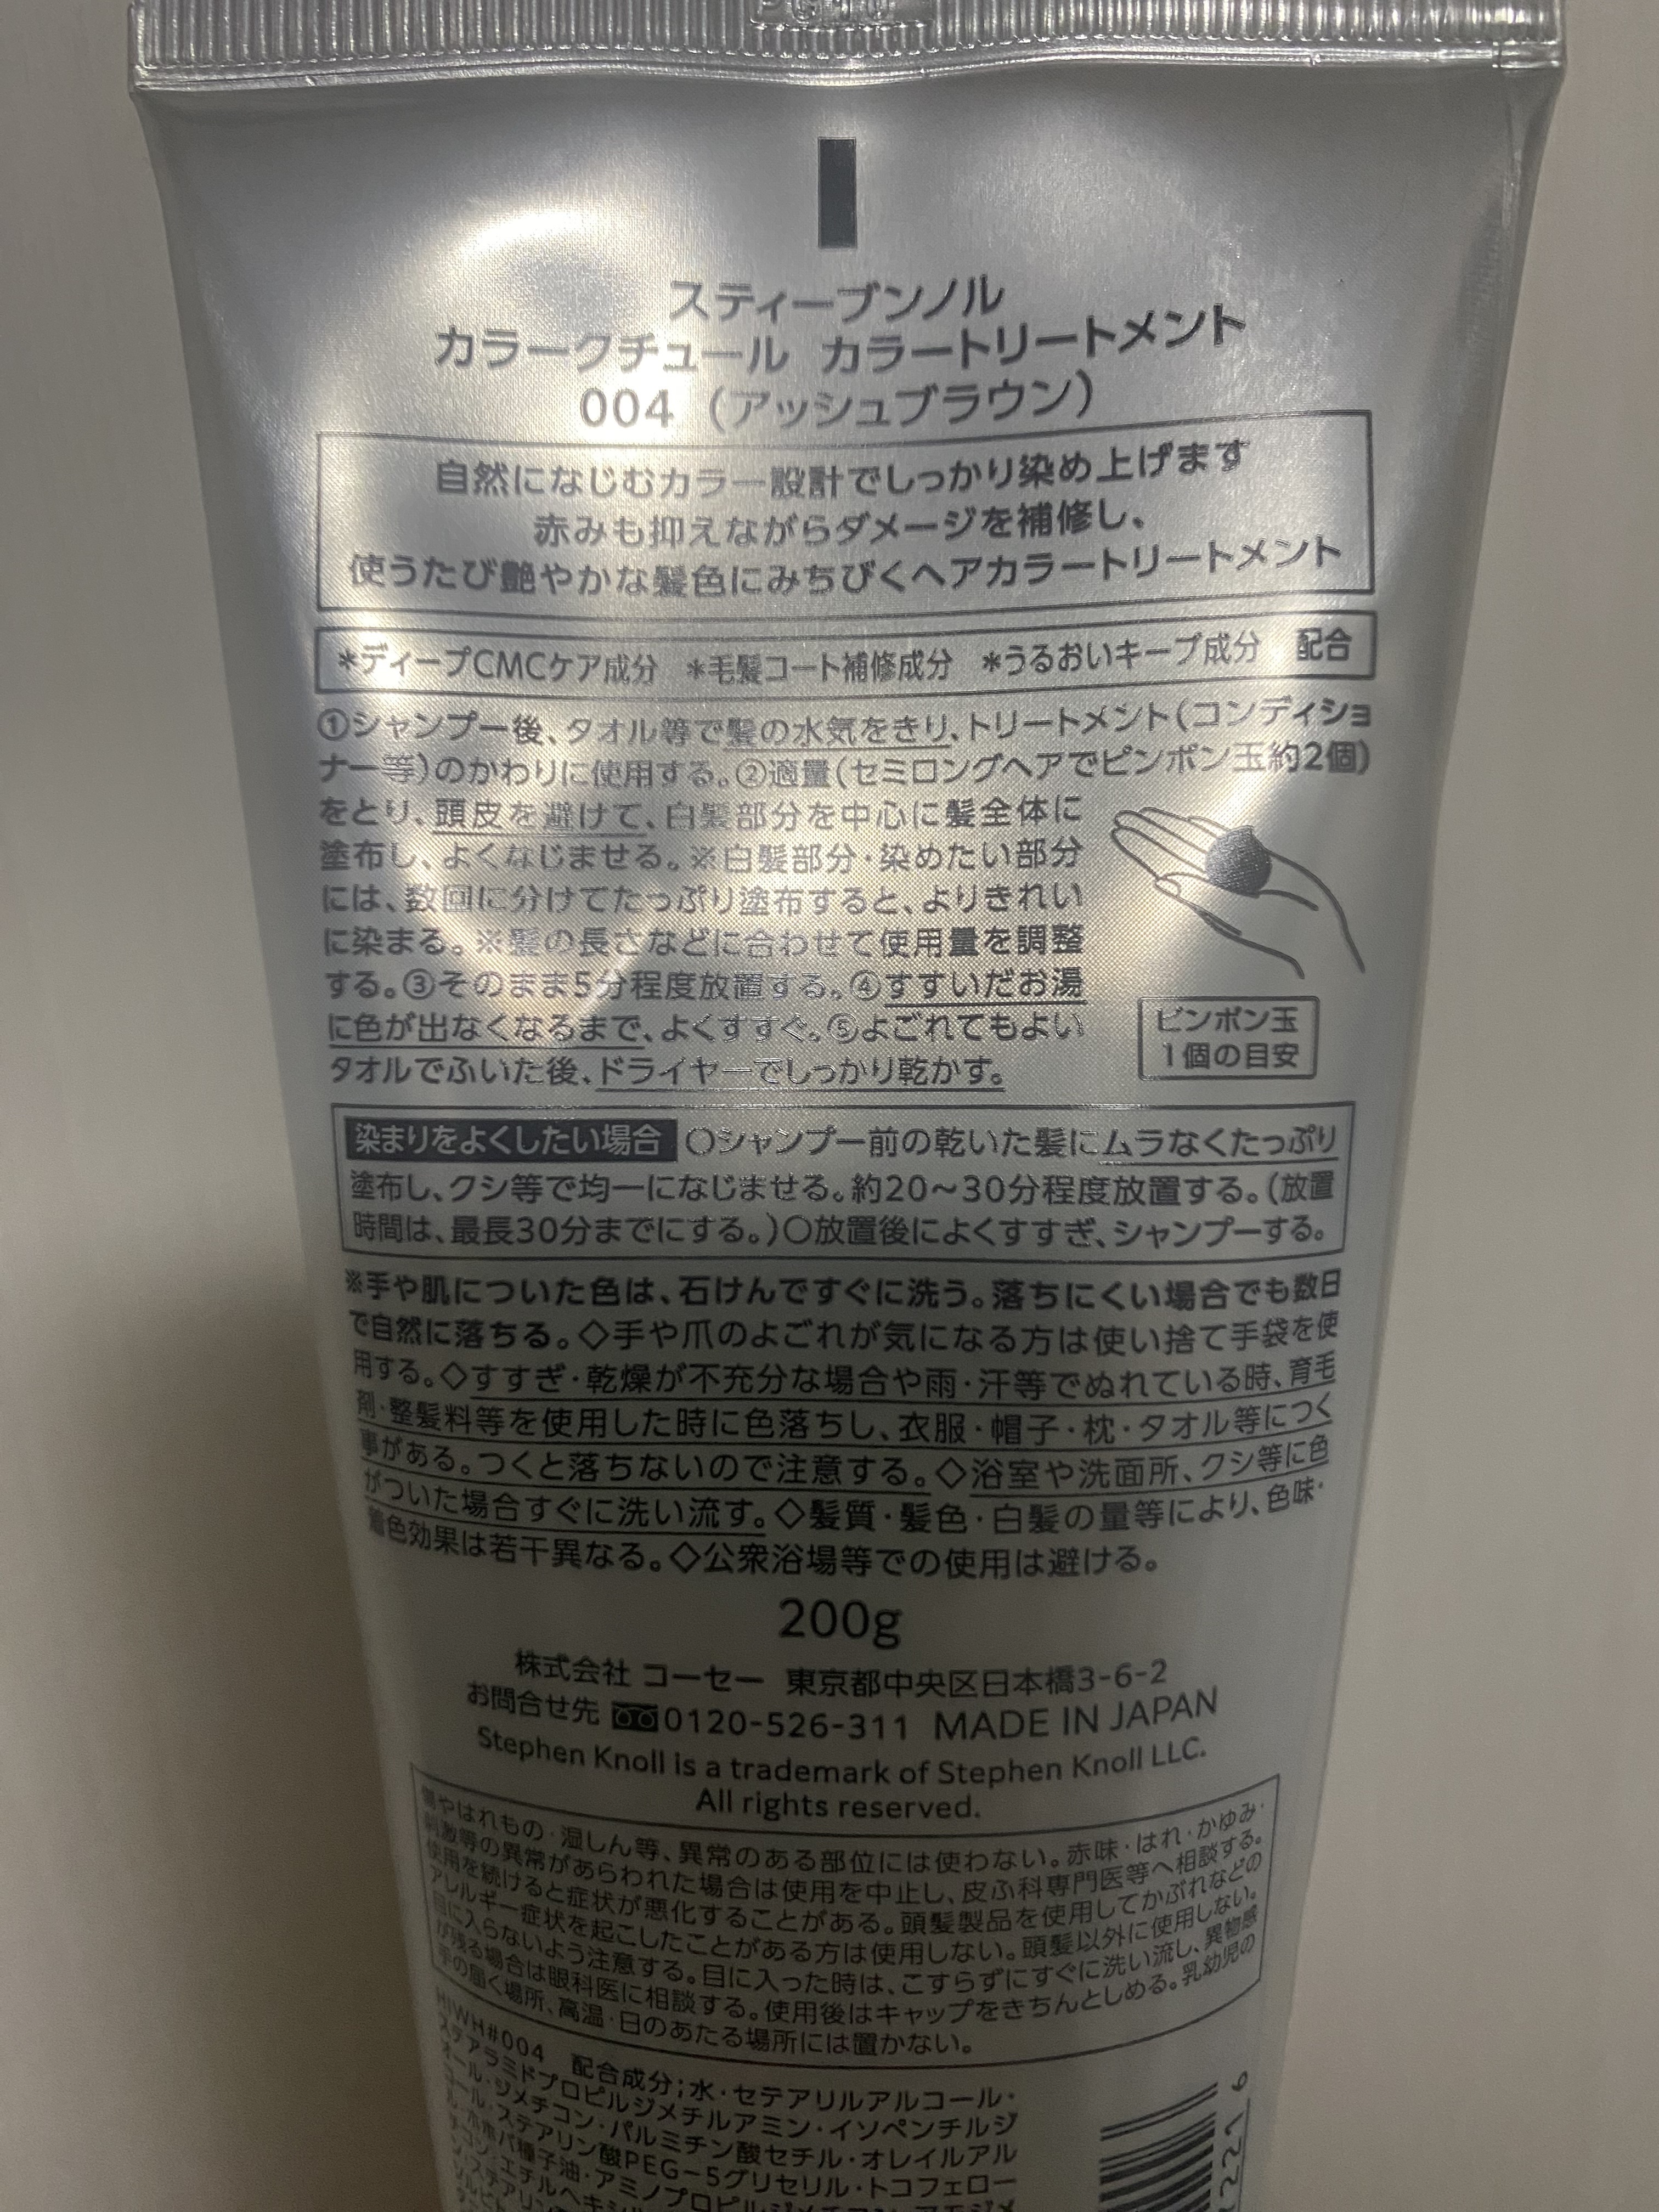 スティーブンノル
カラークチュール カラートリートメント
004（アッシュブラウン）
自然になじむカラー設計でしっかり染め上げます
赤みも抑えながらダメージを補修し、
使うたび艶やかな髪色にみちびくヘアカラートリートメント
*ディープCMCケア成分 *毛髪コート補修成分 *うるおいキープ成分 配合
①シャンプー後、タオル等で髪の水気をきり、トリートメント(コンディショ
ナー等)のかわりに使用する。②適量(セミロングヘアでピンポン玉約2個)
をとり、頭皮を避けて、白髪部分を中心に髪全体に
塗布し、よくなじませる。※白髪部分・染めたい部分
には、数回に分けてたっぷり塗布すると、よりきれい
に染まる。※髪の長さなどに合わせて使用量を調整
する。③そのまま5分程度放置する。④すすいだお湯
に色が出なくなるまで、よくすすぐ。⑤よごれてもよい
タオルでふいた後、ドライヤーでしっかり乾かす。
ピンポン玉
1個の目安
染まりをよくしたい場合 〇シャンプー前の乾いた髪にムラなくたっぷり
塗布し、クシ等で均一になじませる。約20〜30分程度放置する。(放置
時間は、最長30分までにする。)〇放置後によくすすぎ、シャンプーする。
※手や肌についた色は、石けんですぐに洗う。落ちにくい場合でも数日
で自然に落ちる。◇手や爪のよごれが気になる方は使い捨て手袋を使
用する。◇すすぎ・乾燥が不充分な場合や雨・汗等でぬれている時、育毛
剤・整髪料等を使用した時に色落ちし、衣服・帽子・枕・タオル等につく
事がある。つくと落ちないので注意する。◇浴室や洗面所、クシ等に色
がついた場合すぐに洗い流す。◇髪質・髪色・白髪の量等により、色味・
着色効果は若干異なる。◇公衆浴場等での使用は避ける。
200g
株式会社 コーセー 東京都中央区日本橋3-6-2
お問合せ先 0120-526-311 MADE IN JAPAN
Stephen Knoll is a trademark of Stephen Knoll LLC.
All rights reserved.
傷やはれもの・湿しん等、異常のある部位には使わない。赤味・はれ・かゆみ・
刺激等の異常があらわれた場合は使用を中止し、皮ふ科専門医等へ相談する。
使用を続けると症状が悪化することがある。頭髪製品を使用してかぶれなどの
アレルギー症状を起こしたことがある方は使用しない。頭髪以外に使用しない。
目に入らないよう注意する。目に入った時は、こすらずにすぐに洗い流し、異物感
が残る場合は眼科医に相談する。使用後はキャップをきちんとしめる。乳幼児の
手の届く場所、高温・日のあたる場所には置かない。
HIWH#004 配合成分;水・セテアリルアルコール・
ステアラミドプロピルジメチルアミン・イソペンチルジ
オール・ジメチコン・パルミチン酸セチル・オレイルアル
コール・ステアリン酸PEG-5グリセリル・トコフェロー
ル・ホホバ種子油・アミノプロピルジメチコン・アモジメ